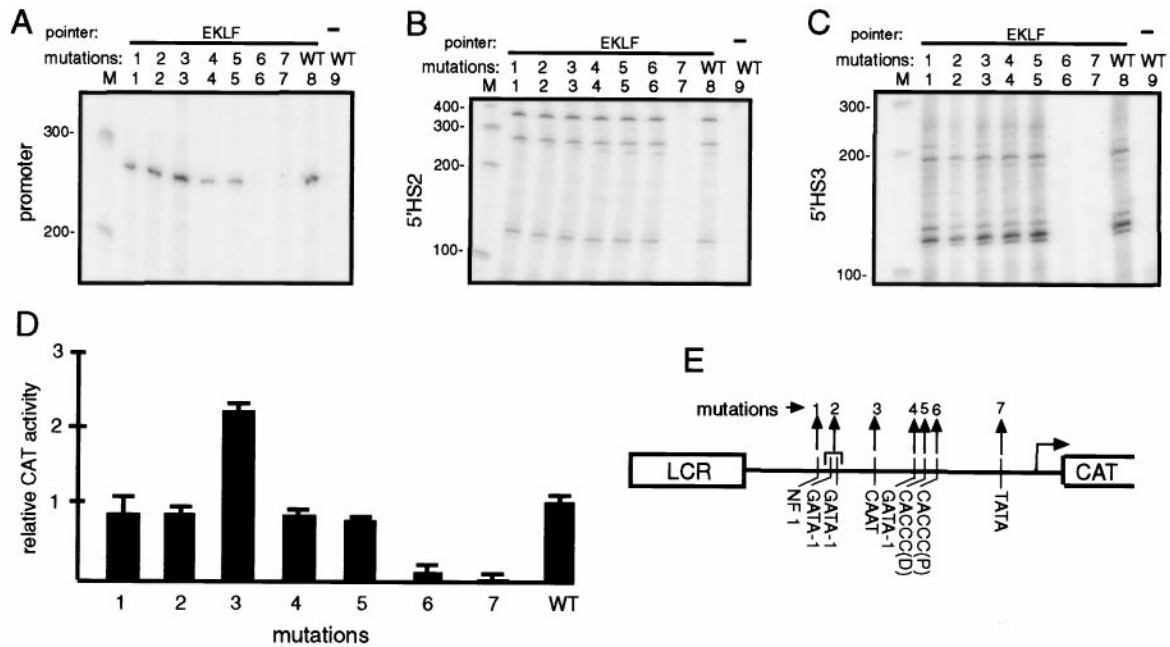 A
pointer: EKLF –
mutations: 1 2 3 4 5 6 7 WT WT
M 1 2 3 4 5 6 7 8 9
300-
200-
promoter
B
pointer: EKLF –
mutations: 1 2 3 4 5 6 7 WT WT
M 1 2 3 4 5 6 7 8 9
400-
300-
200-
100-
5'HS2
C
pointer: EKLF –
mutations: 1 2 3 4 5 6 7 WT WT
M 1 2 3 4 5 6 7 8 9
300-
200-
100-
5'HS3
D
3
2
1
relative CAT activity
1 2 3 4 5 6 7 WT
mutations
E
mutations 1 2 3 4 5 6 7
LCR
CAT
NF 1
GATA-1
GATA-1
CAAT
GATA-1
CACCC(D)
CACCC(P)
TATA